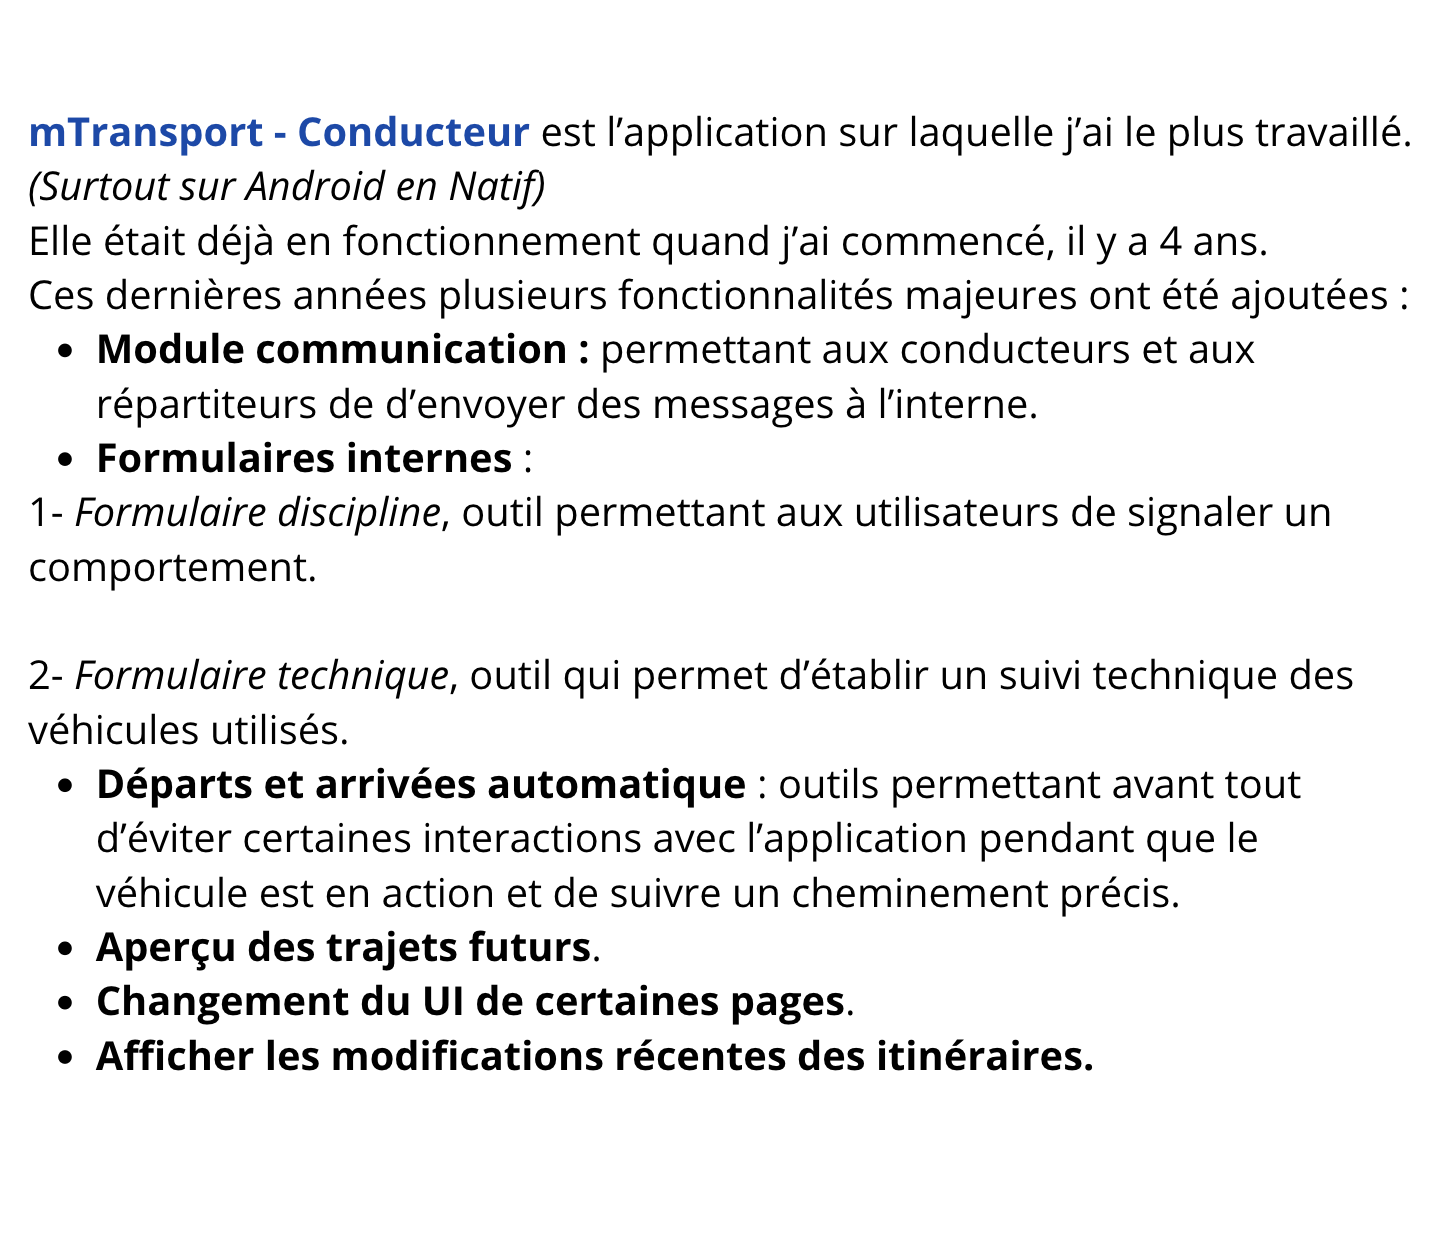 mTransport - Conducteur est l’application sur laquelle j’ai le plus travaillé.
(Surtout sur Android en Natif)
Elle était déjà en fonctionnement quand j’ai commencé, il y a 4 ans.
Ces dernières années plusieurs fonctionnalités majeures ont été ajoutées :
• Module communication : permettant aux conducteurs et aux
répartiteurs de d’envoyer des messages à l’interne.
• Formulaires internes :
1- Formulaire discipline, outil permettant aux utilisateurs de signaler un
comportement.
2- Formulaire technique, outil qui permet d’établir un suivi technique des
véhicules utilisés.
• Départs et arrivées automatique : outils permettant avant tout
d’éviter certaines interactions avec l’application pendant que le
véhicule est en action et de suivre un cheminement précis.
• Aperçu des trajets futurs.
• Changement du UI de certaines pages.
• Afficher les modifications récentes des itinéraires.